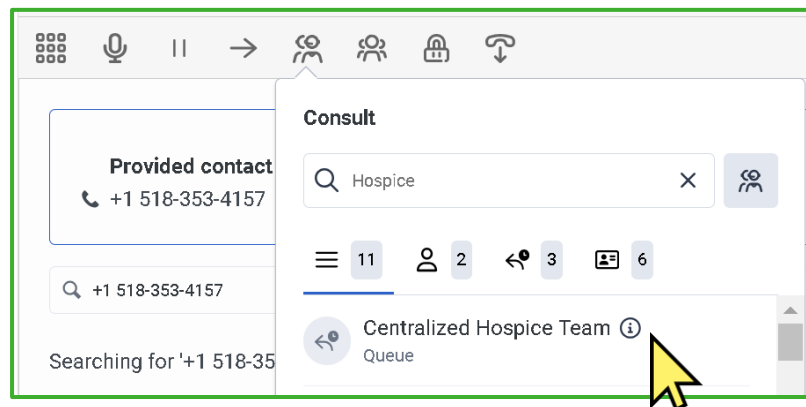 Consult
Provided contact
+1 518-353-4157
Hospice
11 2 3 6
+1 518-353-4157
Centralized Hospice Team
Queue
Searching for '+1 518-35